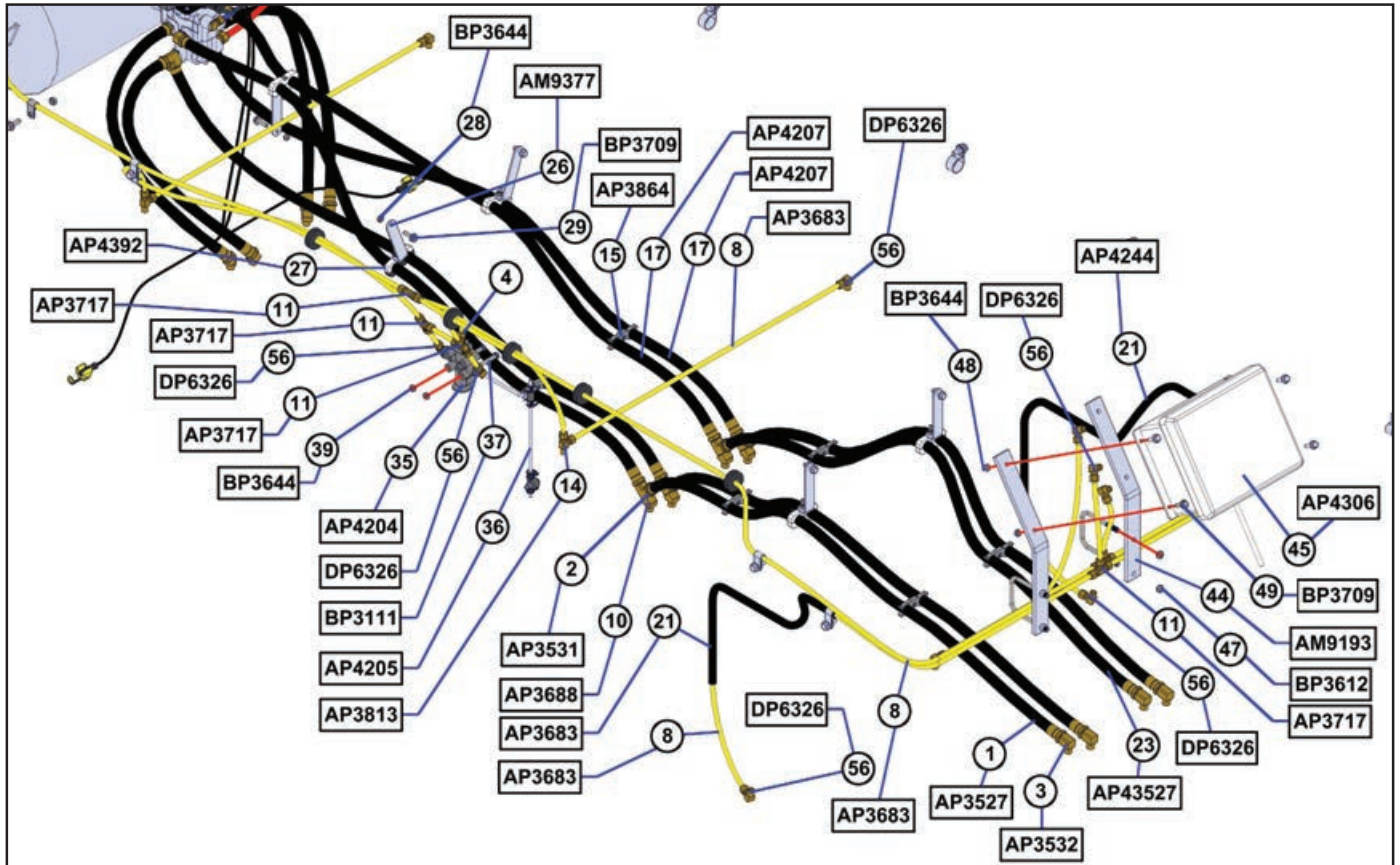 BP3644
AM9377
28
26
BP3709
AP3864
AP4207
AP4207
DP6326
AP3683
29
15
17
17
8
56
AP4392
27
4
AP4244
BP3644
DP6326
21
AP3717
11
AP3717
11
56
DP6326
48
56
11
AP3717
39
37
BP3644
35
56
14
AP4204
36
AP4306
45
DP6326
2
BP3111
10
21
44
49
BP3709
AP4205
AP3531
11
47
AM9193
AP3813
AP3688
56
BP3612
AP3683
DP6326
8
AP3717
8
1
23
DP6326
AP3683
56
3
AP3683
AP3527
AP43527
AP3532